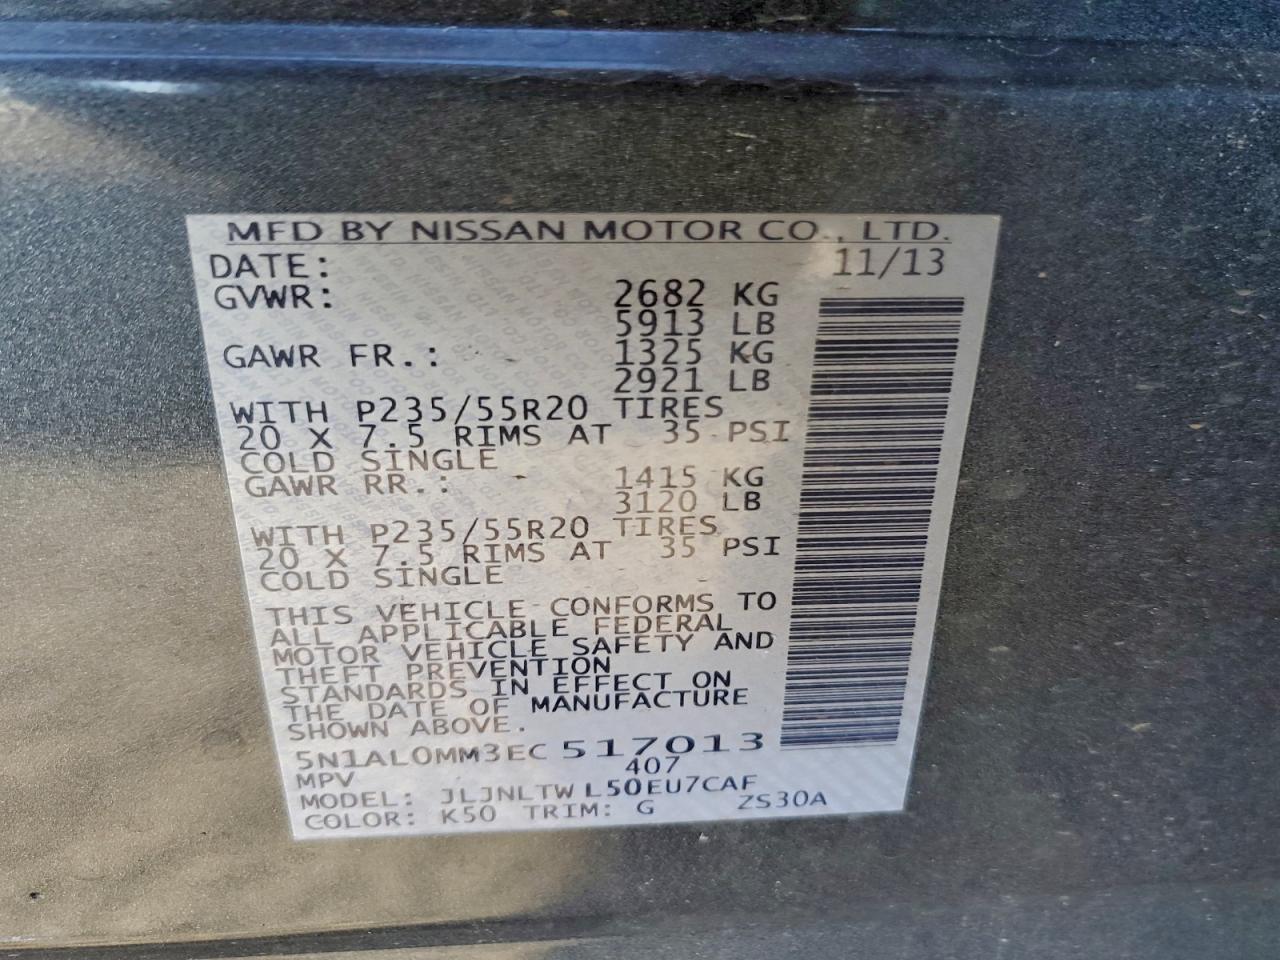 MFD BY NISSAN MOTOR CO., LTD.
DATE: 11/13
GVWR: 2682 KG
5913 LB
GAWR FR.: 1325 KG
2921 LB
WITH P235/55R20 TIRES
20 X 7.5 RIMS AT 35 PSI
COLD SINGLE
GAWR RR.: 1415 KG
3120 LB
WITH P235/55R20 TIRES
20 X 7.5 RIMS AT 35 PSI
COLD SINGLE
THIS VEHICLE CONFORMS TO
ALL APPLICABLE FEDERAL
MOTOR VEHICLE SAFETY AND
THEFT PREVENTION
STANDARDS IN EFFECT ON
THE DATE OF MANUFACTURE
SHOWN ABOVE.
5N1AL0MM3EC517013
MPV 407
MODEL: JLJNLTWL50EU7CAF
COLOR: K50 TRIM: G ZS30A